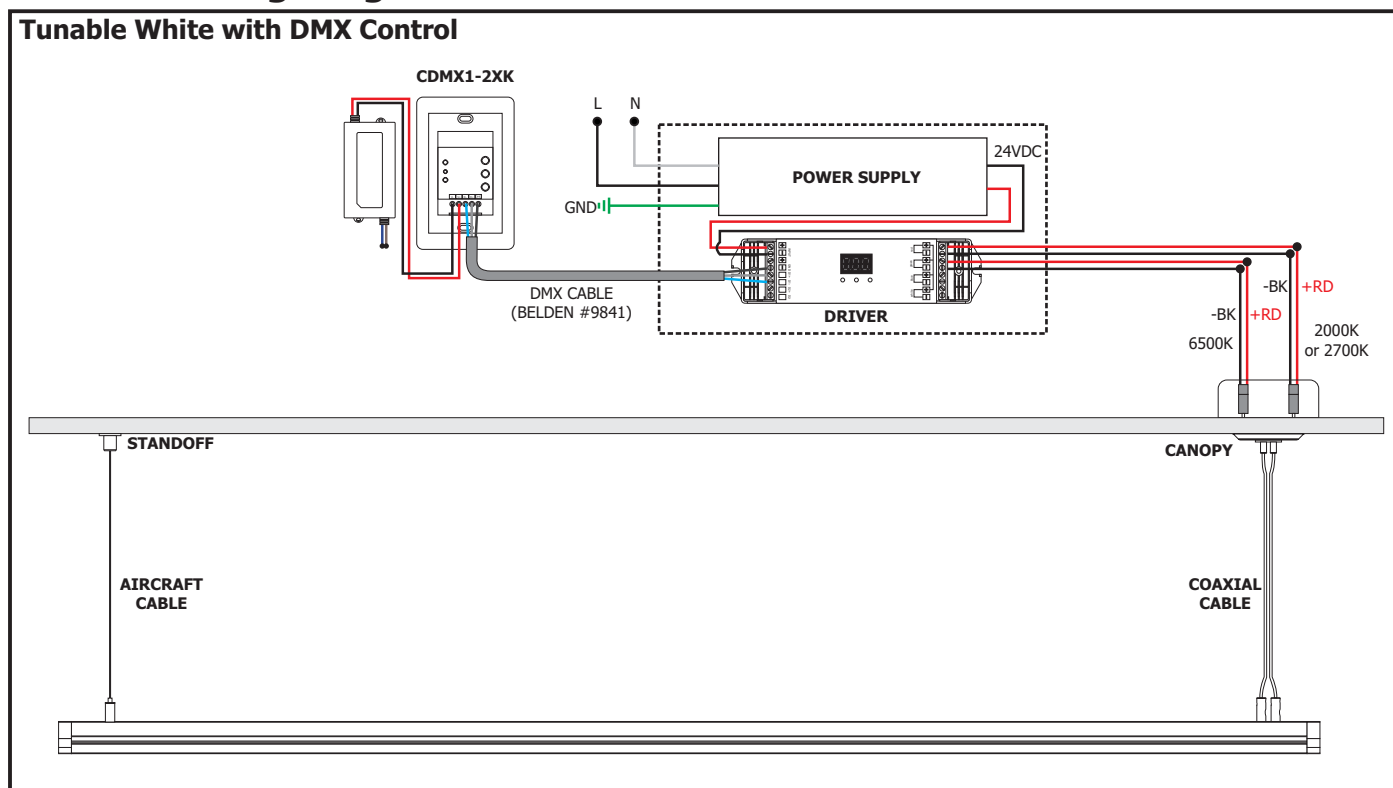 Tunable White with DMX Control
CDMX1-2XK
L
N
24VDC
POWER SUPPLY
GND
DMX CABLE
(BELDEN #9841)
DRIVER
-BK
+RD
-BK
+RD
6500K
2000K
or 2700K
STANDOFF
CANOPY
AIRCRAFT
CABLE
COAXIAL
CABLE